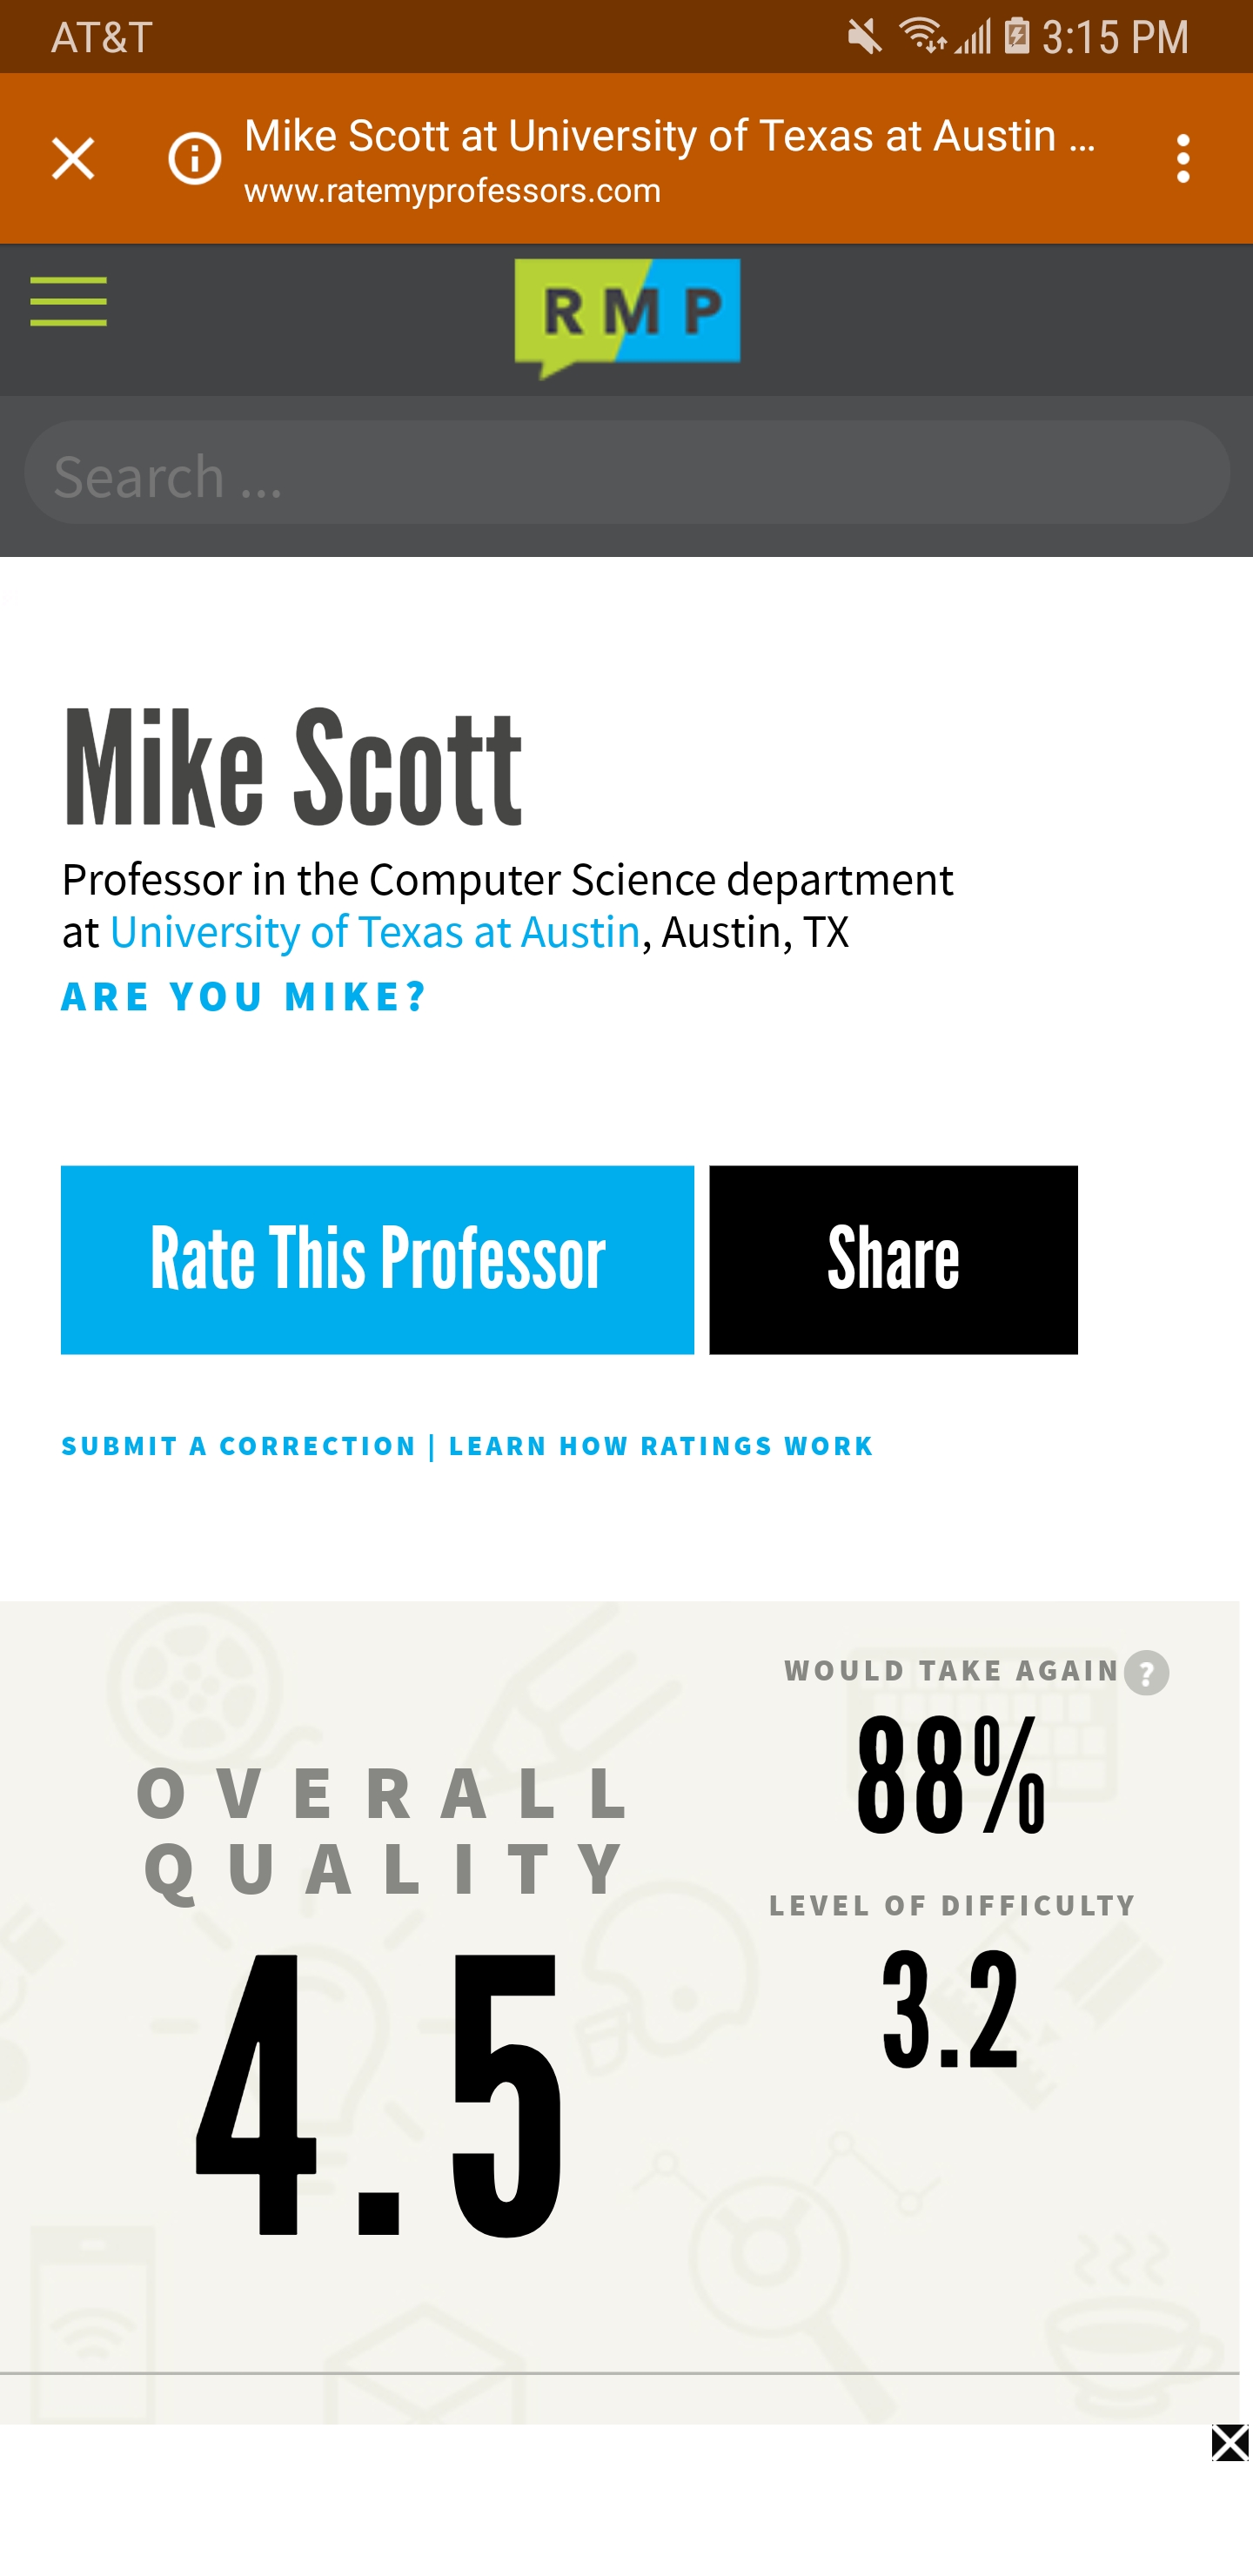 AT&T 3:15 PM
Mike Scott at University of Texas at Austin ...
www.ratemyprofessors.com
RMP
Search ...
Mike Scott
Professor in the Computer Science department
at University of Texas at Austin, Austin, TX
ARE YOU MIKE?
Rate This Professor Share
SUBMIT A CORRECTION | LEARN HOW RATINGS WORK
OVERALL
QUALITY
4.5
WOULD TAKE AGAIN ?
88%
LEVEL OF DIFFICULTY
3.2